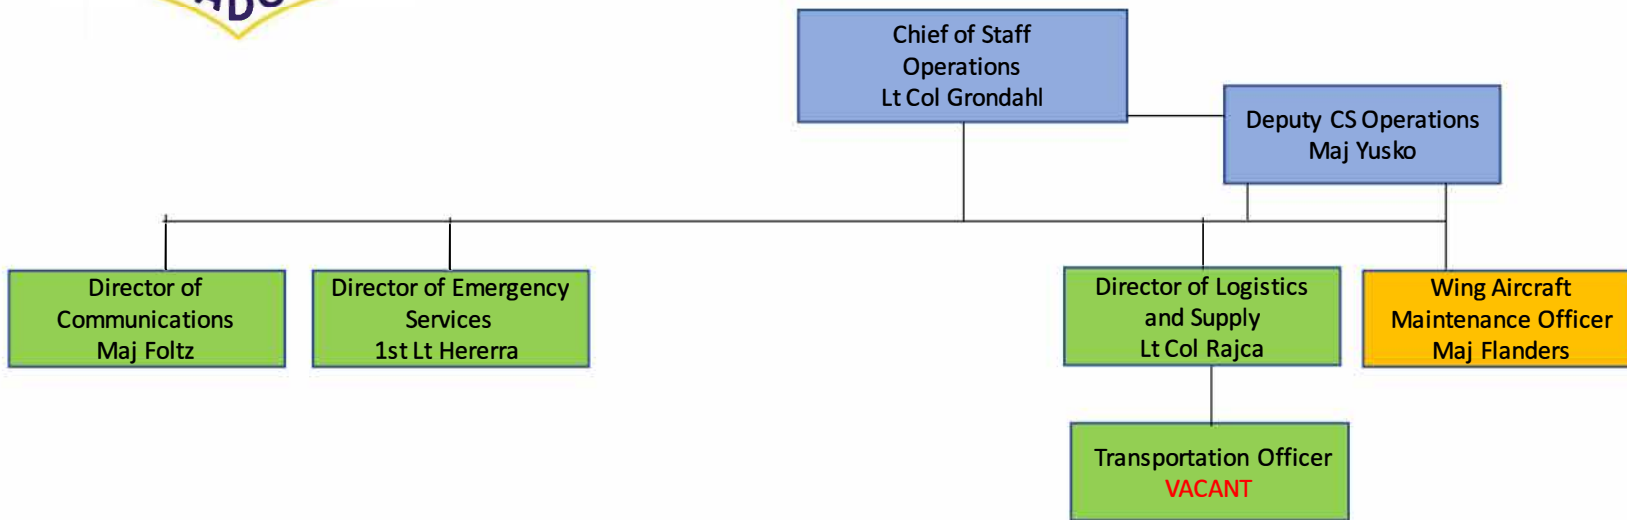 Chief of Staff
Operations
Lt Col Grondahl
Deputy CS Operations
Maj Yusko
Director of
Communications
Maj Foltz
Director of Emergency
Services
1st Lt Hererra
Director of Logistics
and Supply
Lt Col Rajca
Wing Aircraft
Maintenance Officer
Maj Flanders
Transportation Officer
VACANT